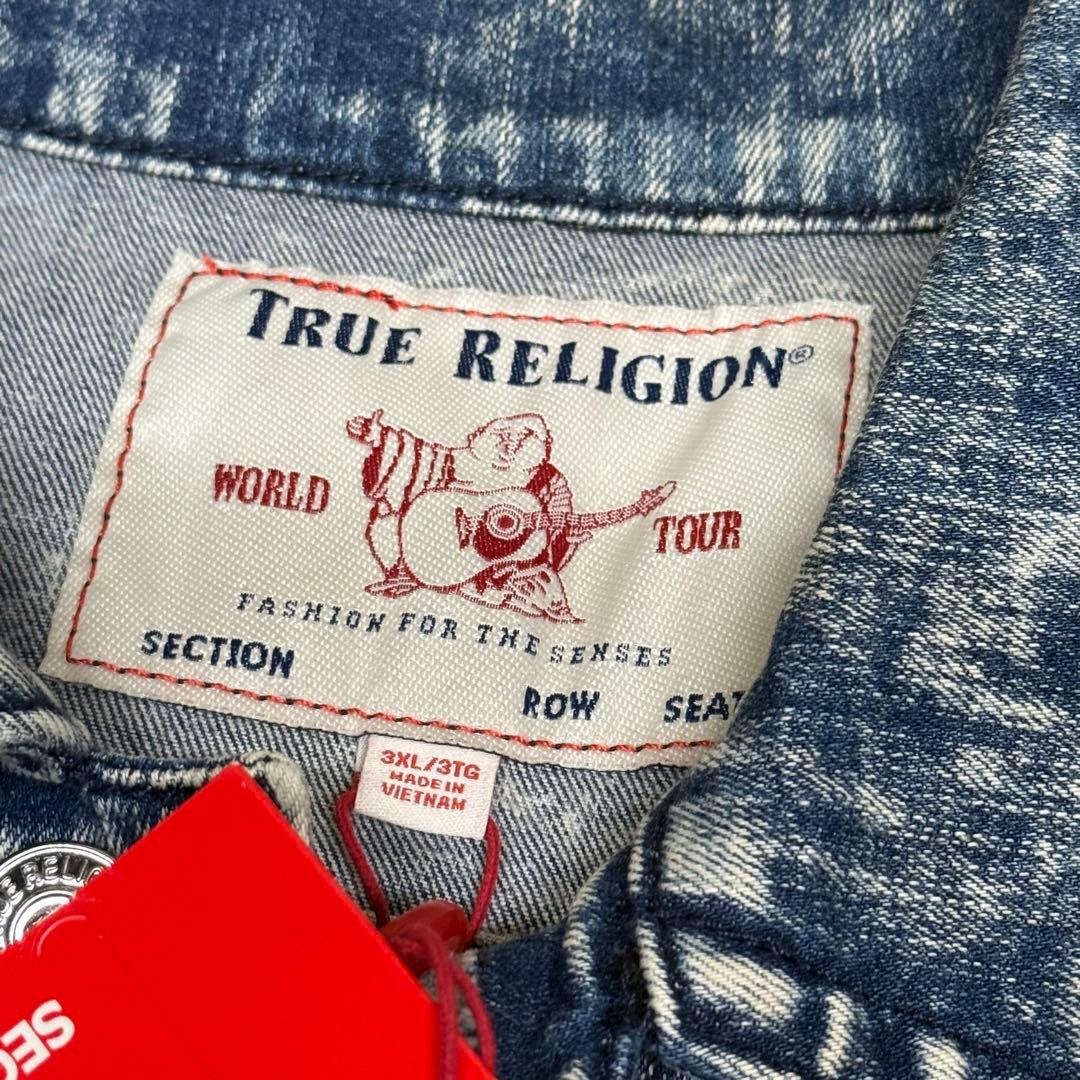 TRUE RELIGION®
WORLD TOUR
FASHION FOR THE SENSES
SECTION ROW SEAT
3XL/3TG
MADE IN
VIETNAM